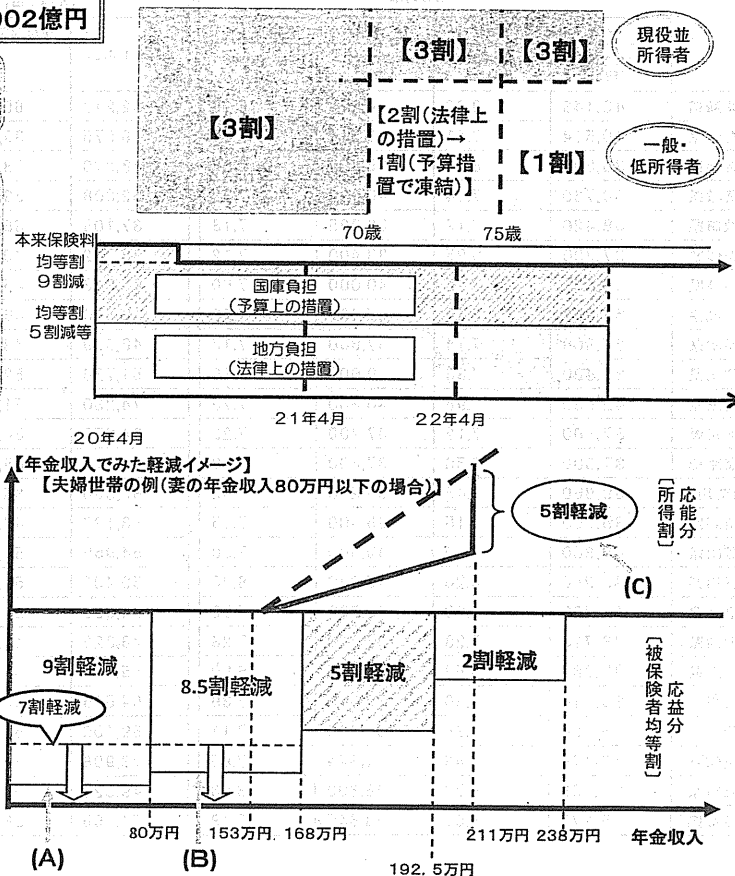 902億円
【3割】
【3割】
現役並
所得者
【3割】
【2割(法律上
の措置)→
1割(予算措
置で凍結)】
【1割】
一般・
低所得者
70歳
75歳
本来保険料
均等割
9割減
国庫負担
(予算上の措置)
均等割
5割減等
地方負担
(法律上の措置)
20年4月
21年4月
22年4月
【年金収入でみた軽減イメージ】
【夫婦世帯の例(妻の年金収入80万円以下の場合)】
5割軽減
応能分
[所得割]
(C)
9割軽減
8.5割軽減
5割軽減
2割軽減
応益分
[被保険者均等割]
7割軽減
80万円
153万円
168万円
211万円
238万円
年金収入
(A)
(B)
192, 5万円